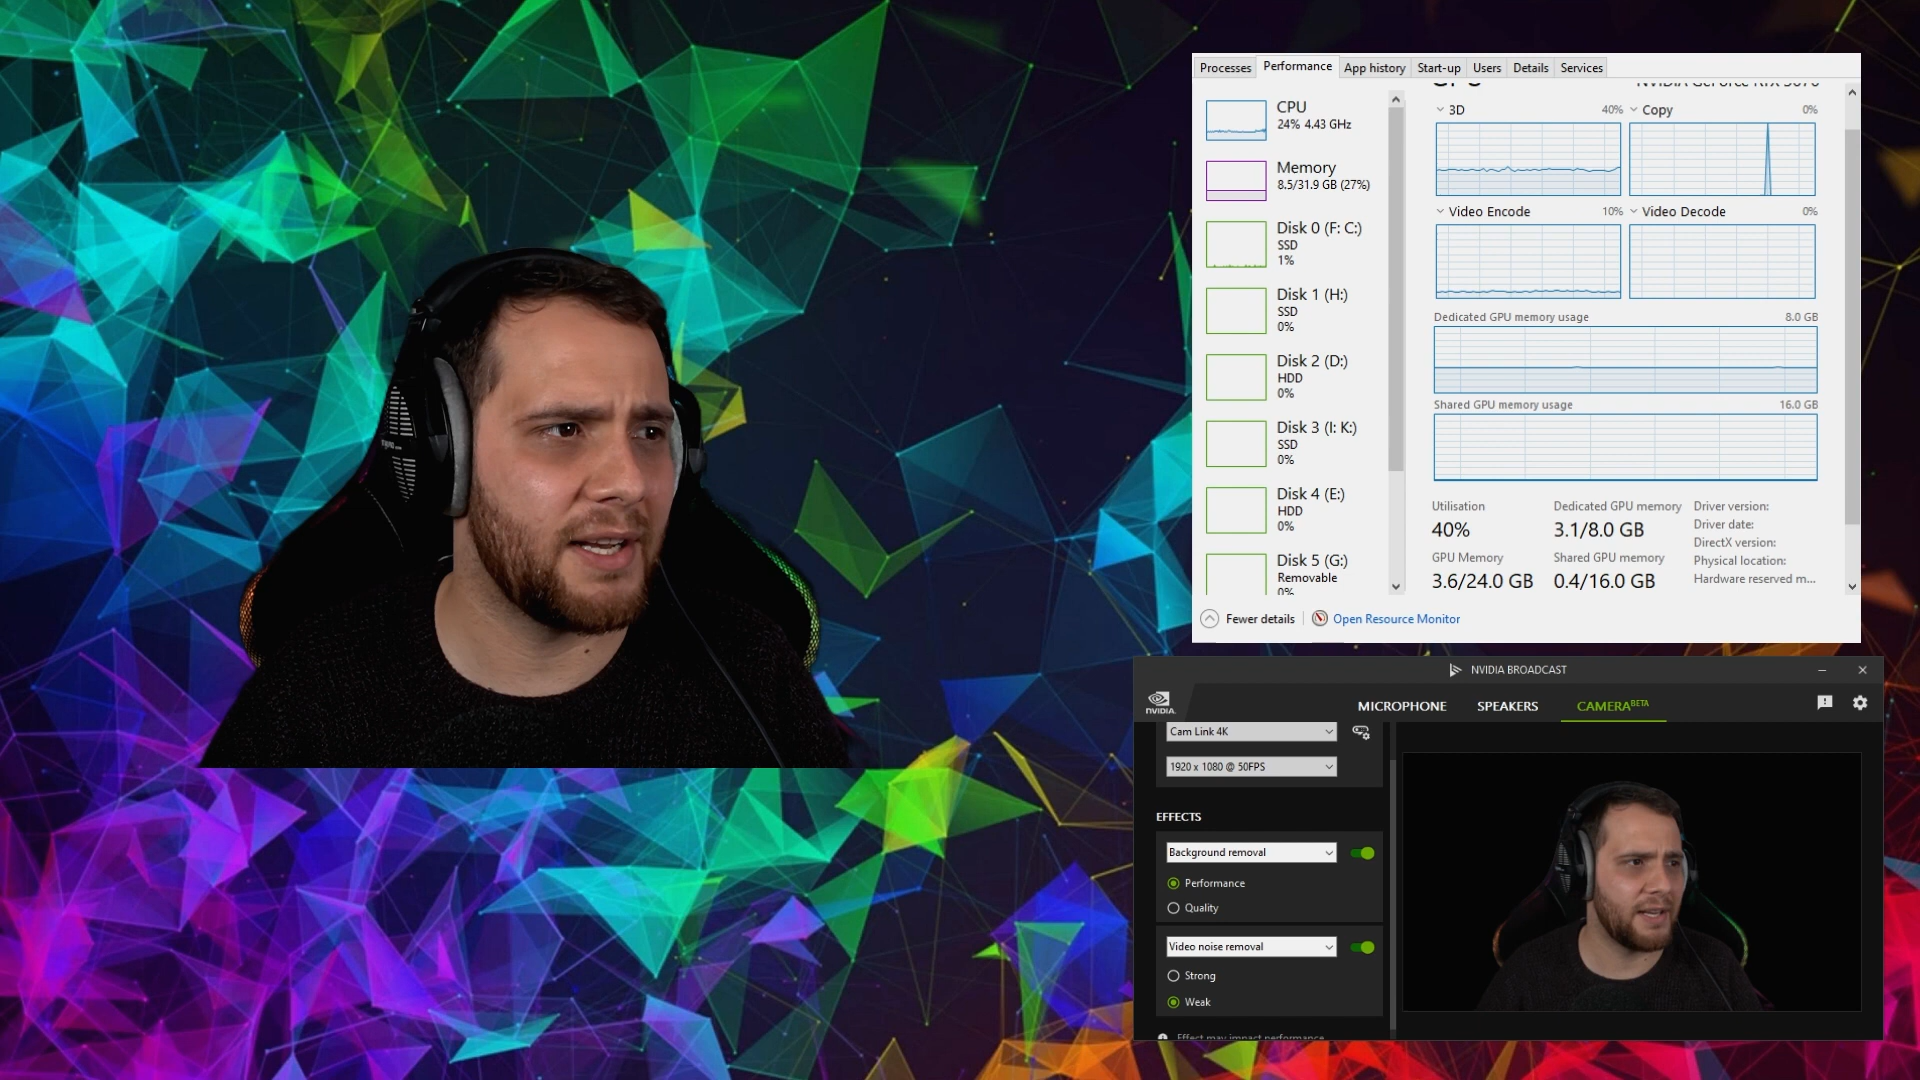 Processes Performance App history Start-up Users Details Services
CPU
24% 4.43 GHz
Memory
8.5/31.9 GB (27%)
Disk 0 (F: C:)
SSD
1%
Disk 1 (H:)
SSD
0%
Disk 2 (D:)
HDD
0%
Disk 3 (I: K:)
SSD
0%
Disk 4 (E:)
HDD
0%
Disk 5 (G:)
Removable
0%
3D 40% Copy 0%
Video Encode 10% Video Decode 0%
Dedicated GPU memory usage 8.0 GB
Shared GPU memory usage 16.0 GB
Utilisation
40%
Dedicated GPU memory
3.1/8.0 GB
GPU Memory
3.6/24.0 GB
Shared GPU memory
0.4/16.0 GB
Driver version:
Driver date:
DirectX version:
Physical location:
Hardware reserved m...
Fewer details Open Resource Monitor
NVIDIA BROADCAST
NVIDIA.
MICROPHONE SPEAKERS CAMERA BETA
Cam Link 4K
1920 x 1080 @ 50FPS
EFFECTS
Background removal
Performance
Quality
Video noise removal
Strong
Weak
Effect may impact performance